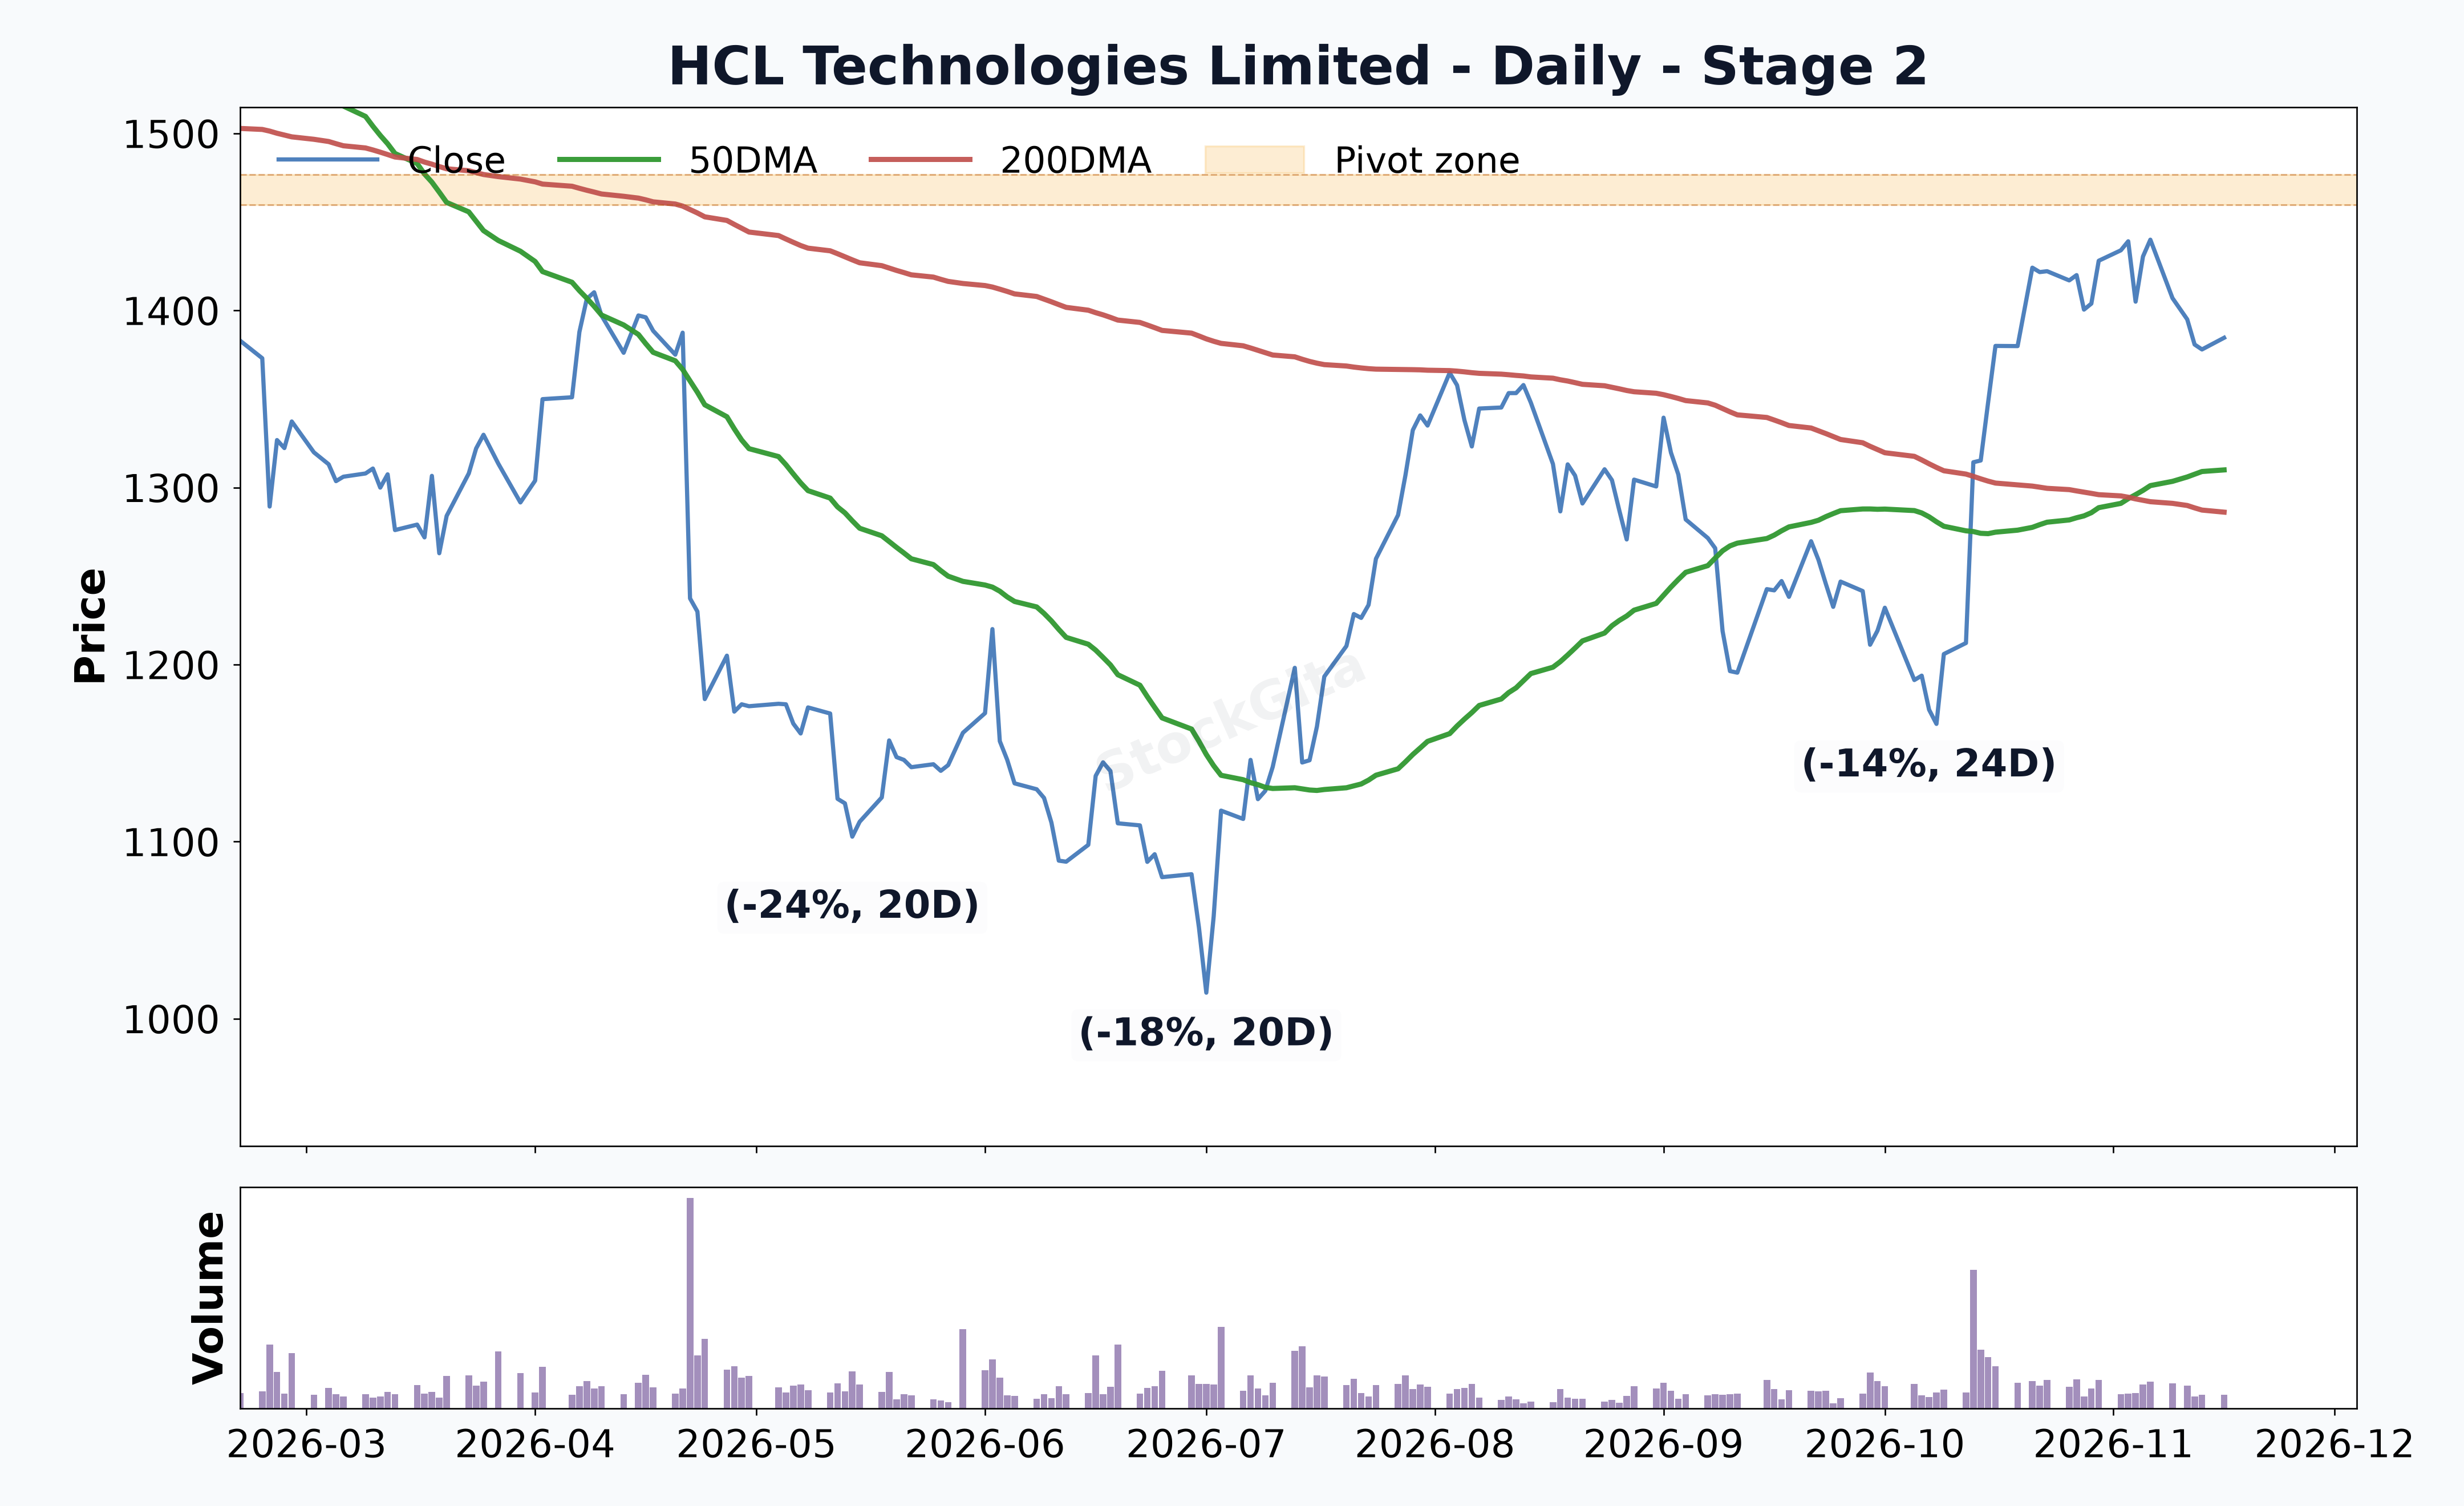 HCL Technologies Limited - Daily - Stage 2
Close 50DMA 200DMA Pivot zone
Price
1500
1400
1300
1200
1100
1000
StockGita
(-24%, 20D)
(-18%, 20D)
(-14%, 24D)
Volume
2026-03 2026-04 2026-05 2026-06 2026-07 2026-08 2026-09 2026-10 2026-11 2026-12